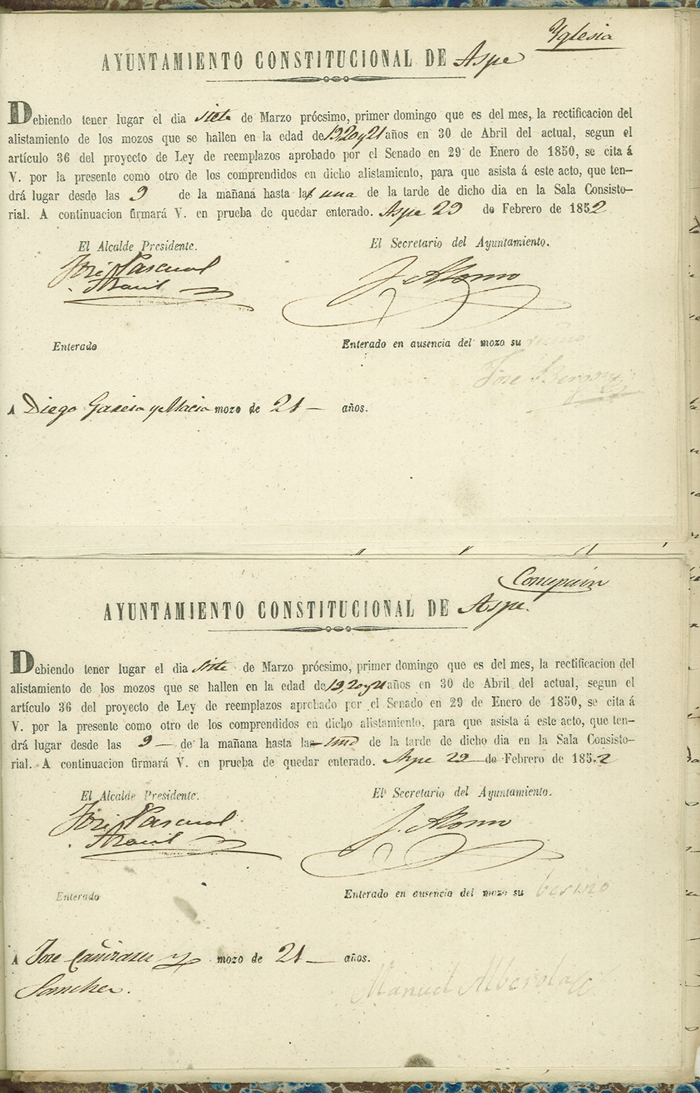 Yglesia
AYUNTAMIENTO CONSTITUCIONAL DE Aspe
Debiendo tener lugar el dia siete de Marzo prócsimo, primer domingo que es del mes, la rectificacion del
alistamiento de los mozos que se hallen en la edad de 19 20 y 21 años en 30 de Abril del actual, segun el
artículo 36 del proyecto de Ley de reemplazos aprobado por el Senado en 29 de Enero de 1850, se cita á
V. por la presente como otro de los comprendidos en dicho alistamiento, para que asista á este acto, que ten-
drá lugar desde las 9 de la mañana hasta la una de la tarde de dicho dia en la Sala Consisto-
rial. A continuacion firmará V. en prueba de quedar enterado. Aspe 29 de Febrero de 1852
El Alcalde Presidente. El Secretario del Ayuntamiento.
José Pascual J. Alonso
Enterado Enterado en ausencia del mozo su
Jose
A Diego Garcia y Macia mozo de 21 — años.
Concepcion
AYUNTAMIENTO CONSTITUCIONAL DE Aspe.
Debiendo tener lugar el dia siete de Marzo prócsimo, primer domingo que es del mes, la rectificacion del
alistamiento de los mozos que se hallen en la edad de 19 20 y 21 años en 30 de Abril del actual, segun el
artículo 36 del proyecto de Ley de reemplazos aprobado por el Senado en 29 de Enero de 1850, se cita á
V. por la presente como otro de los comprendidos en dicho alistamiento, para que asista á este acto, que ten-
drá lugar desde las 9 — de la mañana hasta las una de la tarde de dicho dia en la Sala Consisto-
rial. A continuacion firmará V. en prueba de quedar enterado. Aspe 29 de Febrero de 1852
El Alcalde Presidente. El Secretario del Ayuntamiento.
José Pascual J. Alonso
Enterado Enterado en ausencia del mozo su besino
A Jose Cañizares y mozo de 21 — años.
Sanchez.
Manuel Alberola